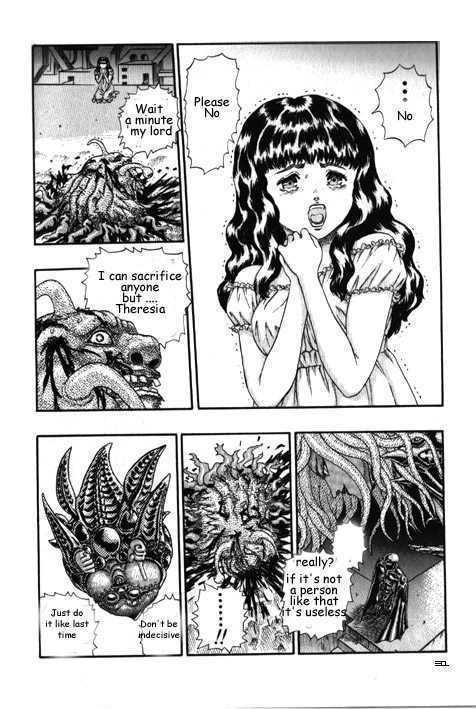 Wait
a minute
my lord
Please
No
...
No
I can sacrifice
anyone
but ....
Theresia
Just do
it like last
time
Don't be
indecisive
.....!!
really?
if it's not
a person
like that
it's useless